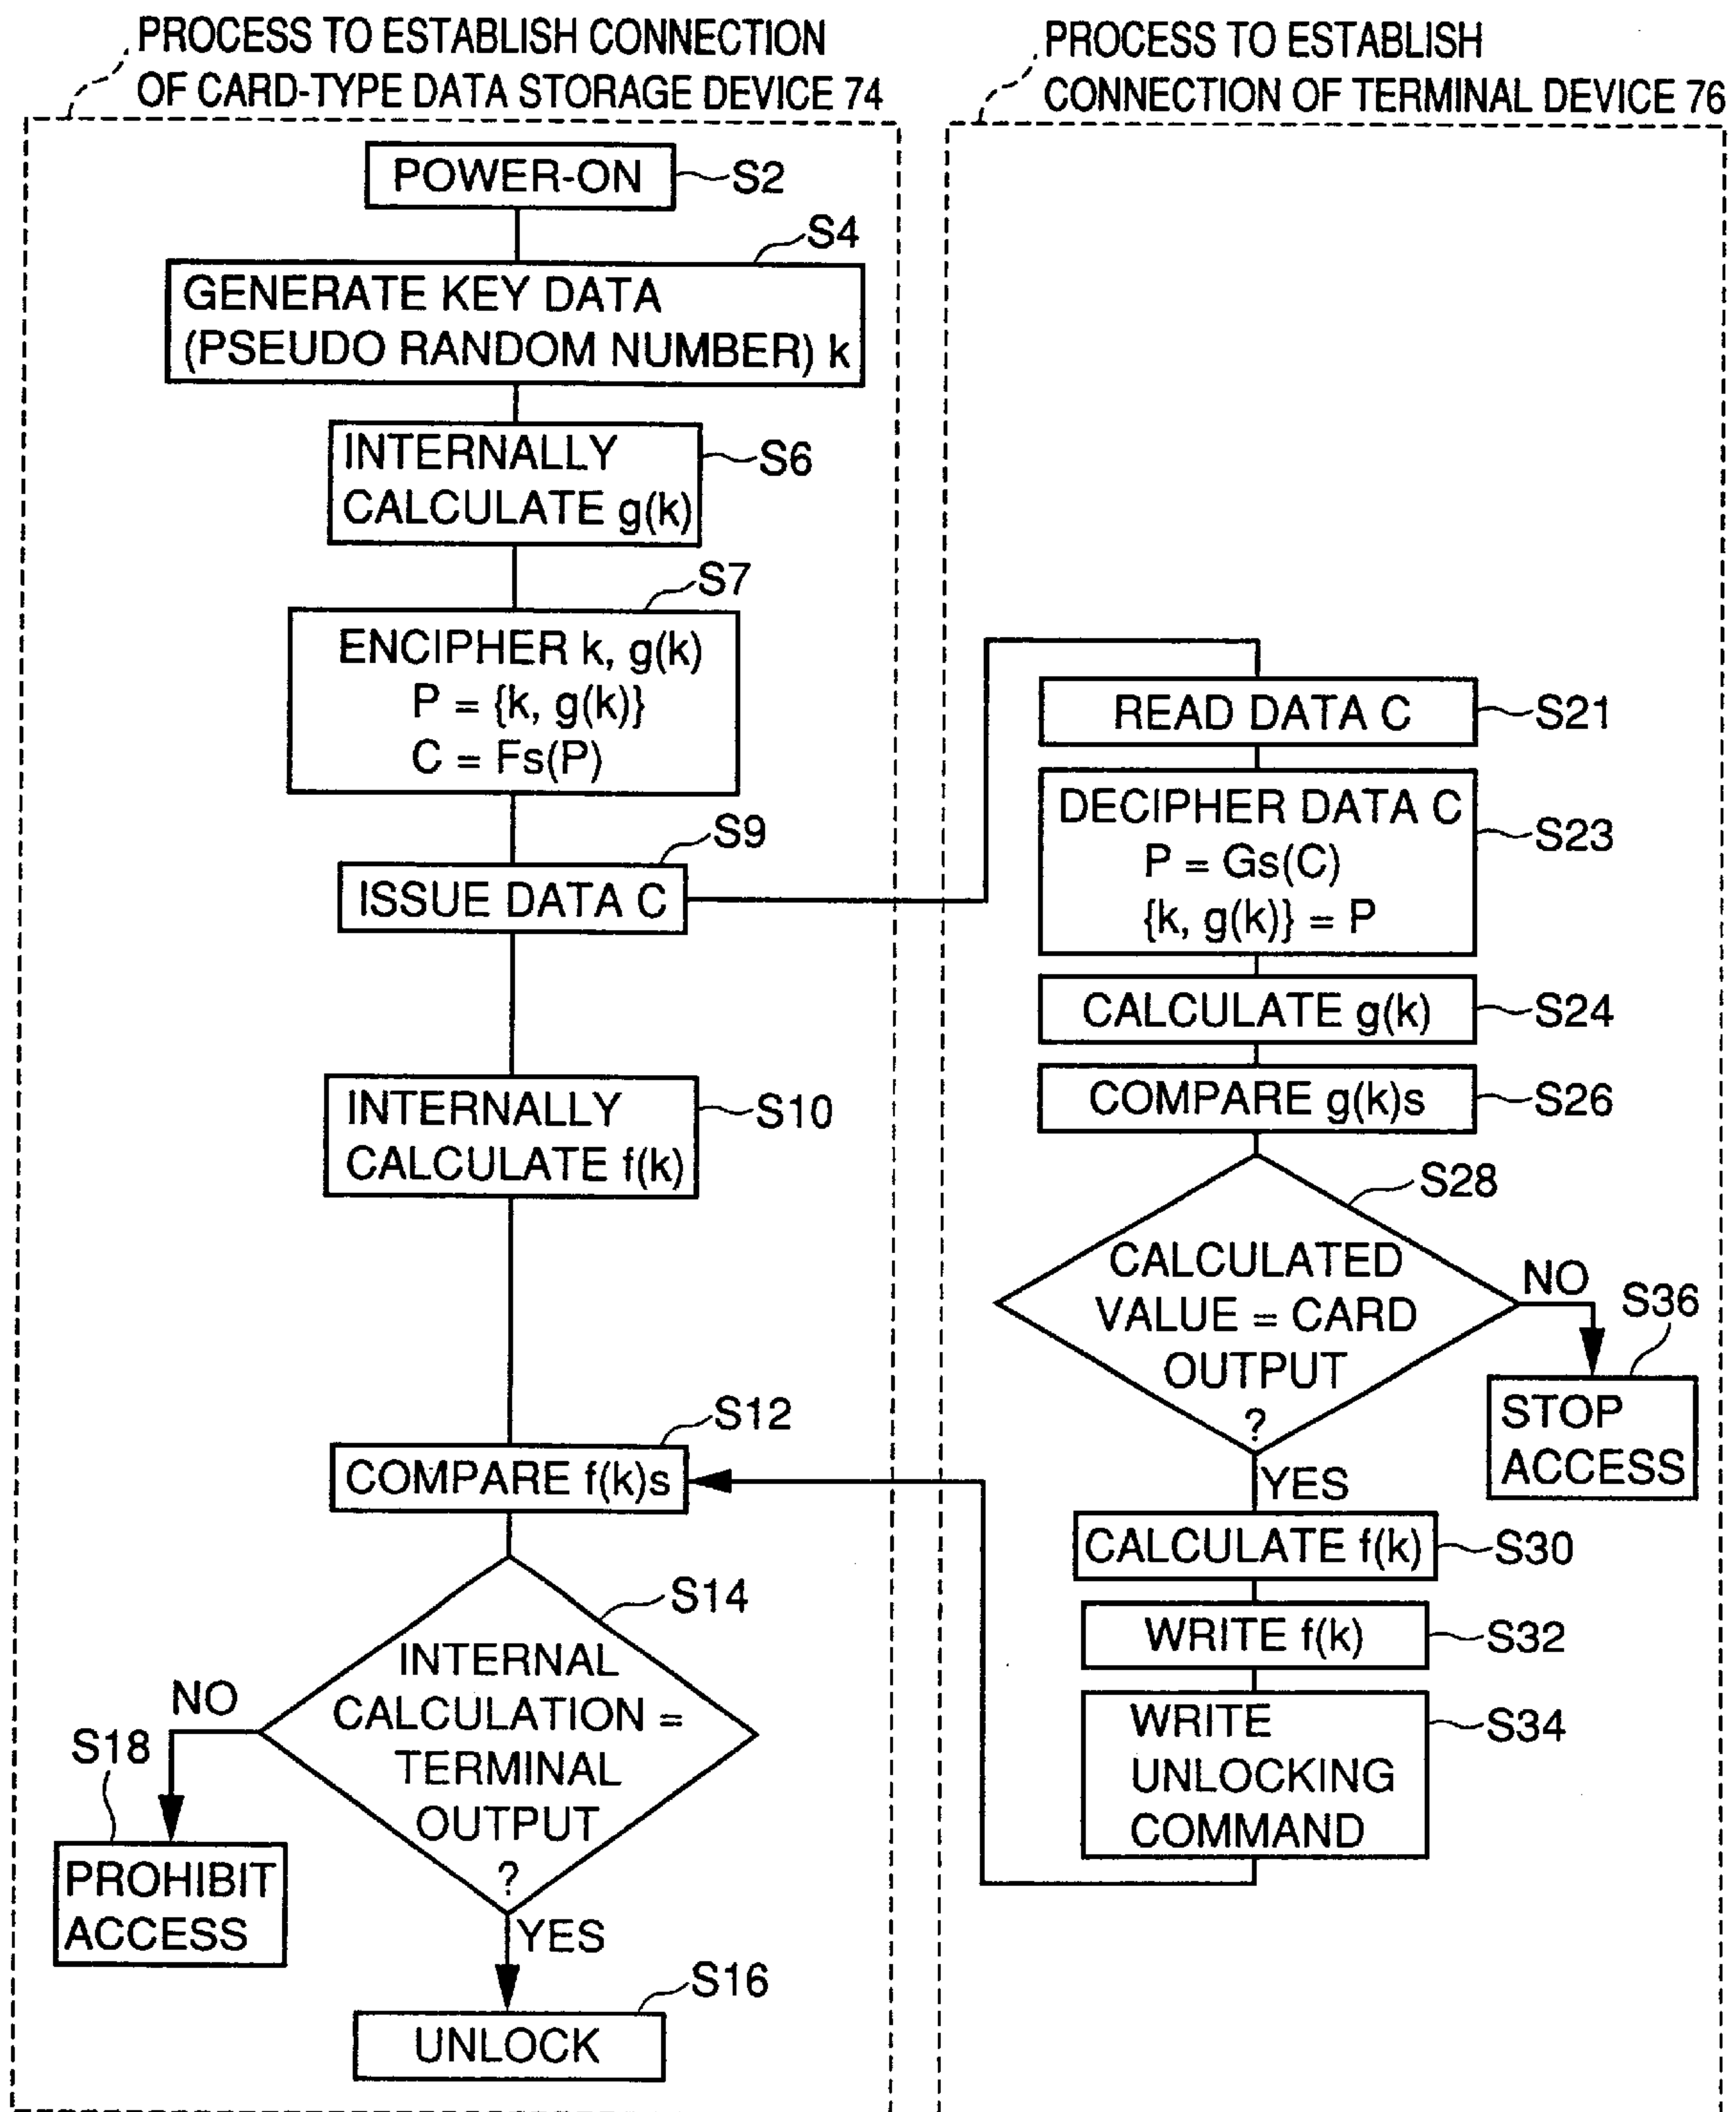 PROCESS TO ESTABLISH CONNECTION
OF CARD-TYPE DATA STORAGE DEVICE 74
POWER-ON
S2
S4
GENERATE KEY DATA
(PSEUDO RANDOM NUMBER) k
INTERNALLY
CALCULATE g(k)
S6
S7
ENCIPHER k, g(k)
P = {k, g(k)}
C = Fs(P)
S9
ISSUE DATA C
INTERNALLY
CALCULATE f(k)
S10
S12
COMPARE f(k)s
S14
INTERNAL
CALCULATION =
TERMINAL
OUTPUT
?
NO
S18
PROHIBIT
ACCESS
YES
S16
UNLOCK
PROCESS TO ESTABLISH
CONNECTION OF TERMINAL DEVICE 76
READ DATA C
S21
DECIPHER DATA C
P = Gs(C)
{k, g(k)} = P
S23
CALCULATE g(k)
S24
COMPARE g(k)s
S26
S28
CALCULATED
VALUE = CARD
OUTPUT
?
NO
S36
STOP
ACCESS
YES
CALCULATE f(k)
S30
WRITE f(k)
S32
WRITE
UNLOCKING
COMMAND
S34